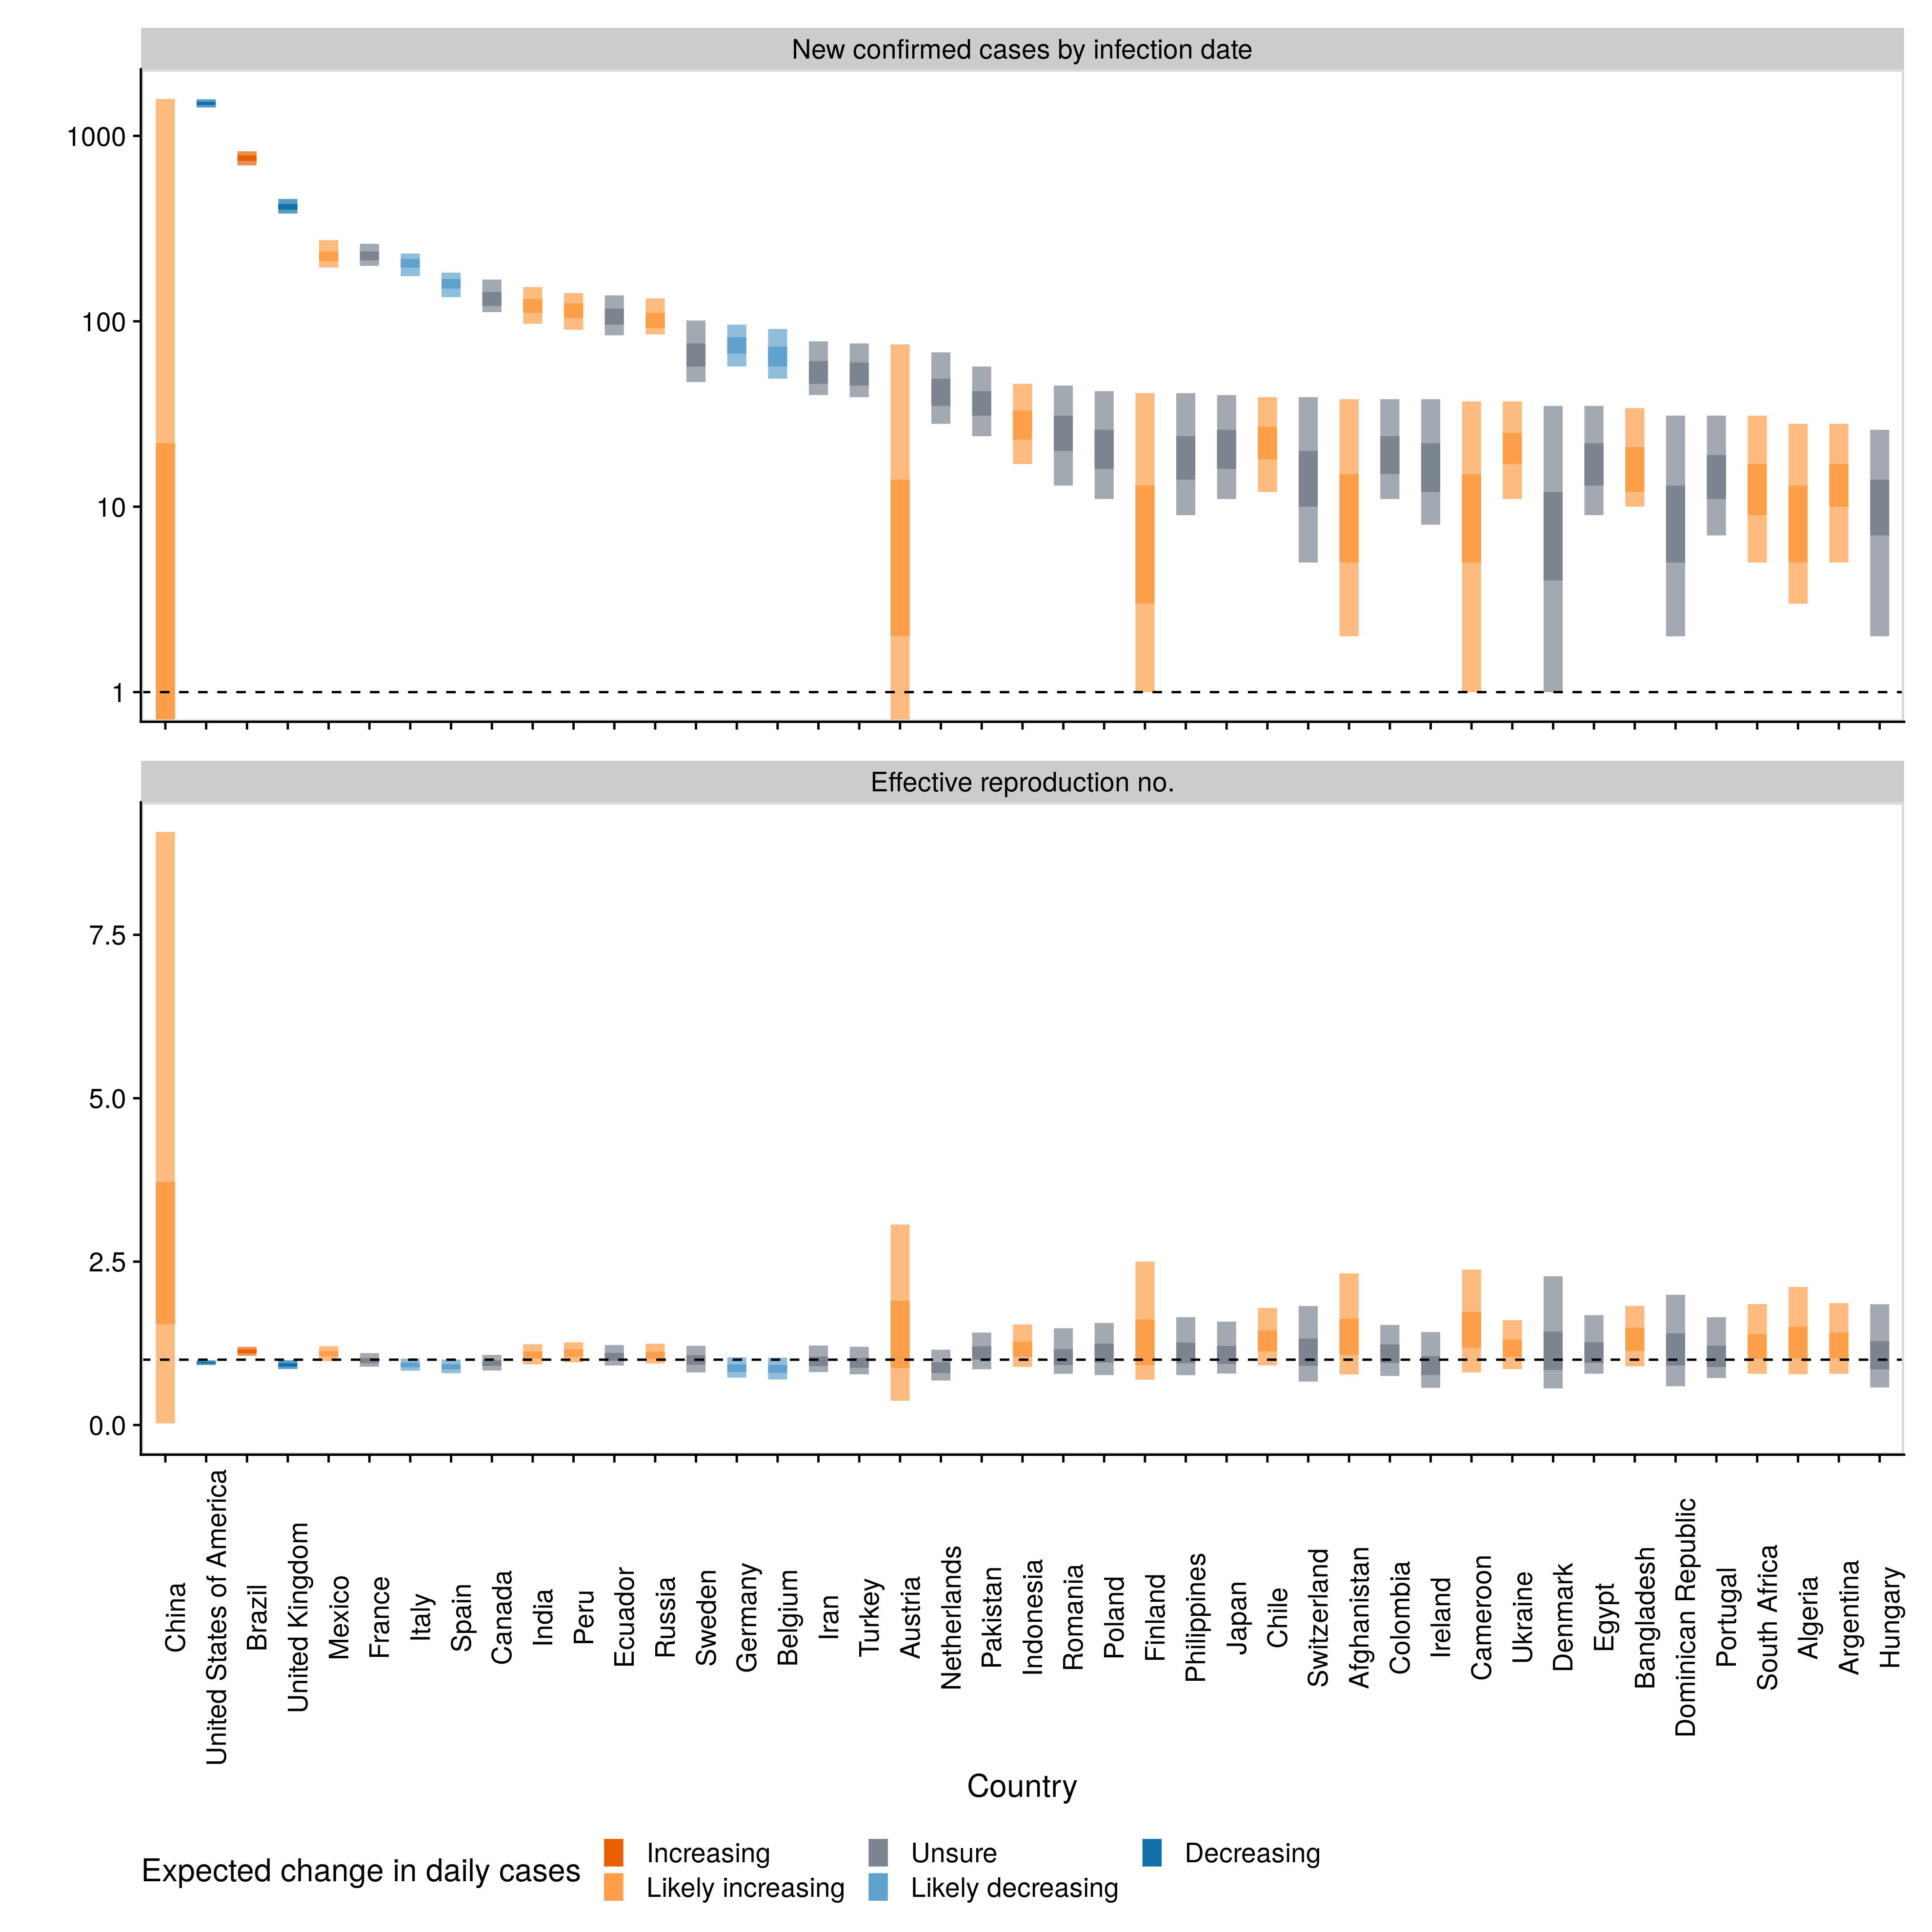 New confirmed cases by infection date
1000
100
10
1
Effective reproduction no.
7.5
5.0
2.5
0.0
China
United States of America
Brazil
United Kingdom
Mexico
France
Italy
Spain
Canada
India
Peru
Ecuador
Russia
Sweden
Germany
Belgium
Iran
Turkey
Austria
Netherlands
Pakistan
Indonesia
Romania
Poland
Finland
Philippines
Japan
Chile
Switzerland
Afghanistan
Colombia
Ireland
Cameroon
Ukraine
Denmark
Egypt
Bangladesh
Dominican Republic
Portugal
South Africa
Algeria
Argentina
Hungary
Country
Expected change in daily cases
Increasing
Likely increasing
Unsure
Likely decreasing
Decreasing